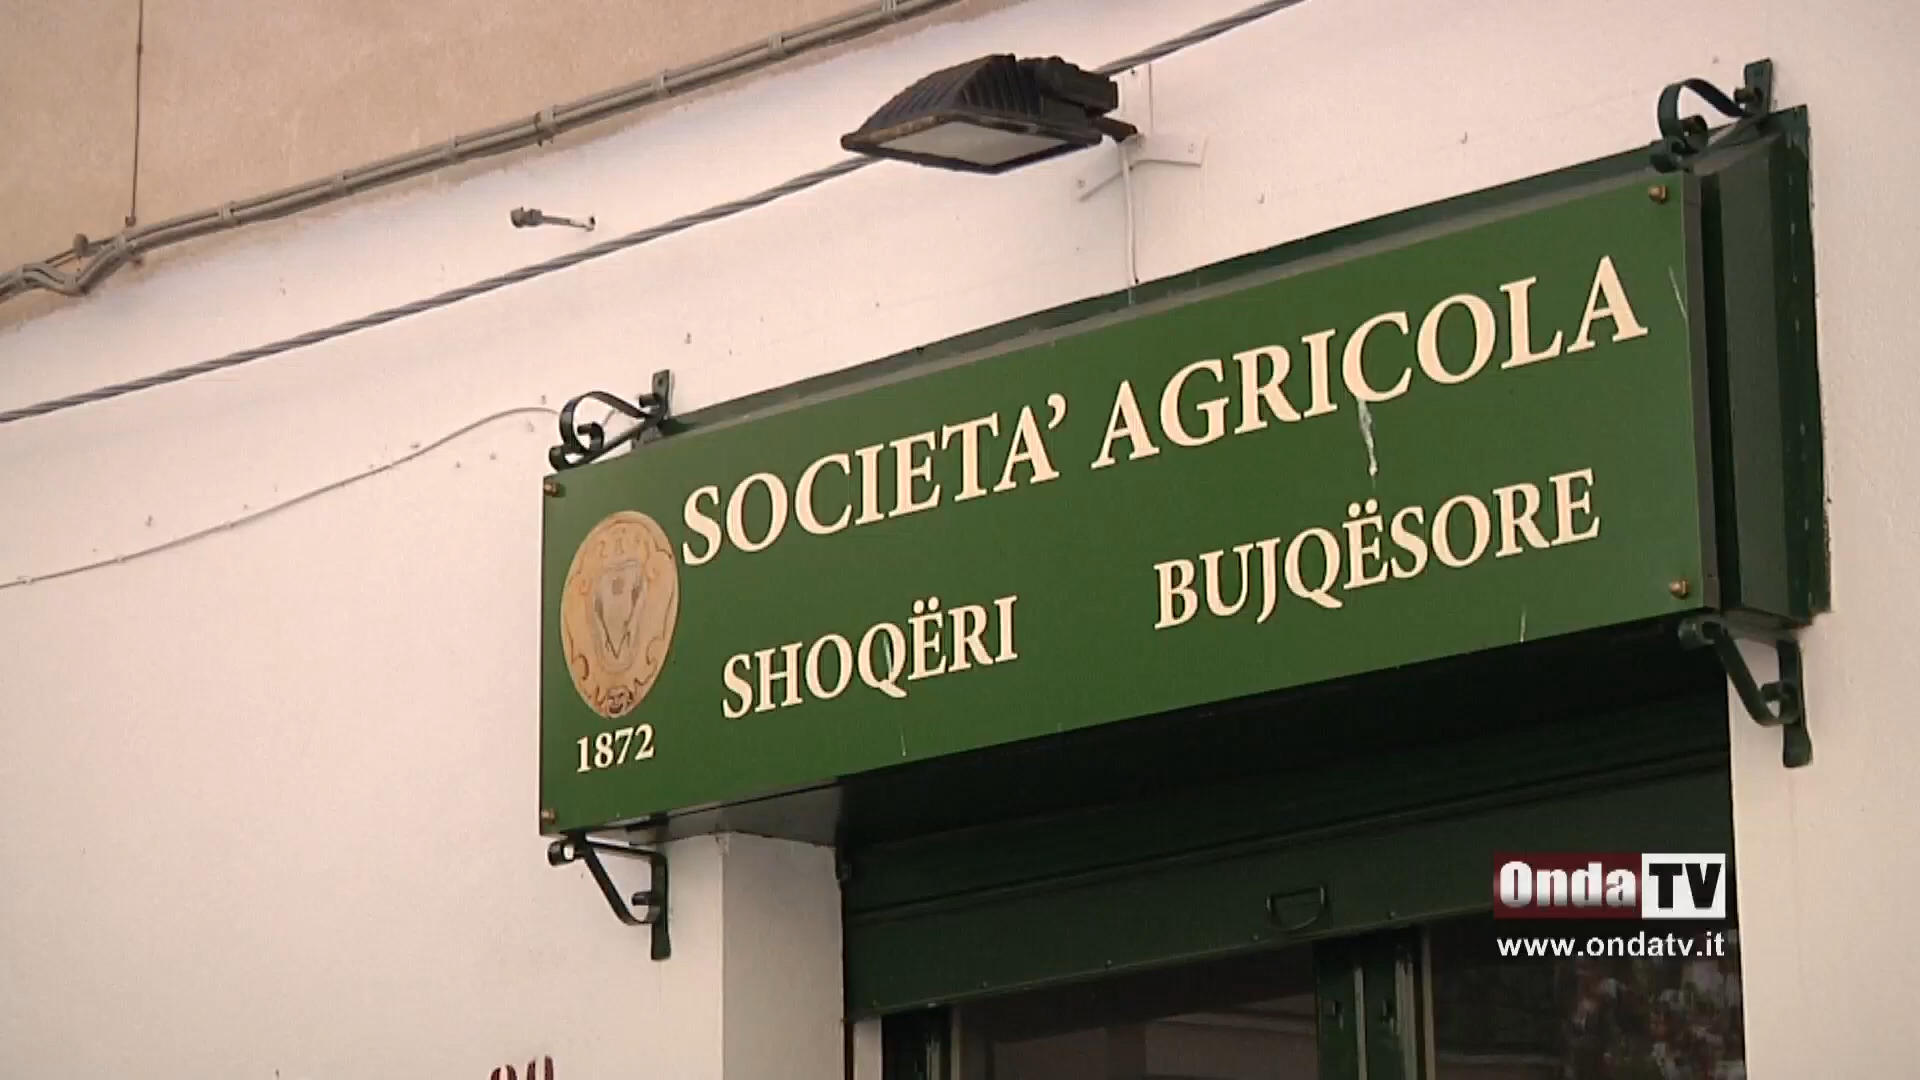 SOCIETA' AGRICOLA
SHOQËRI BUJQËSORE
1872
Onda TV
www.ondatv.it